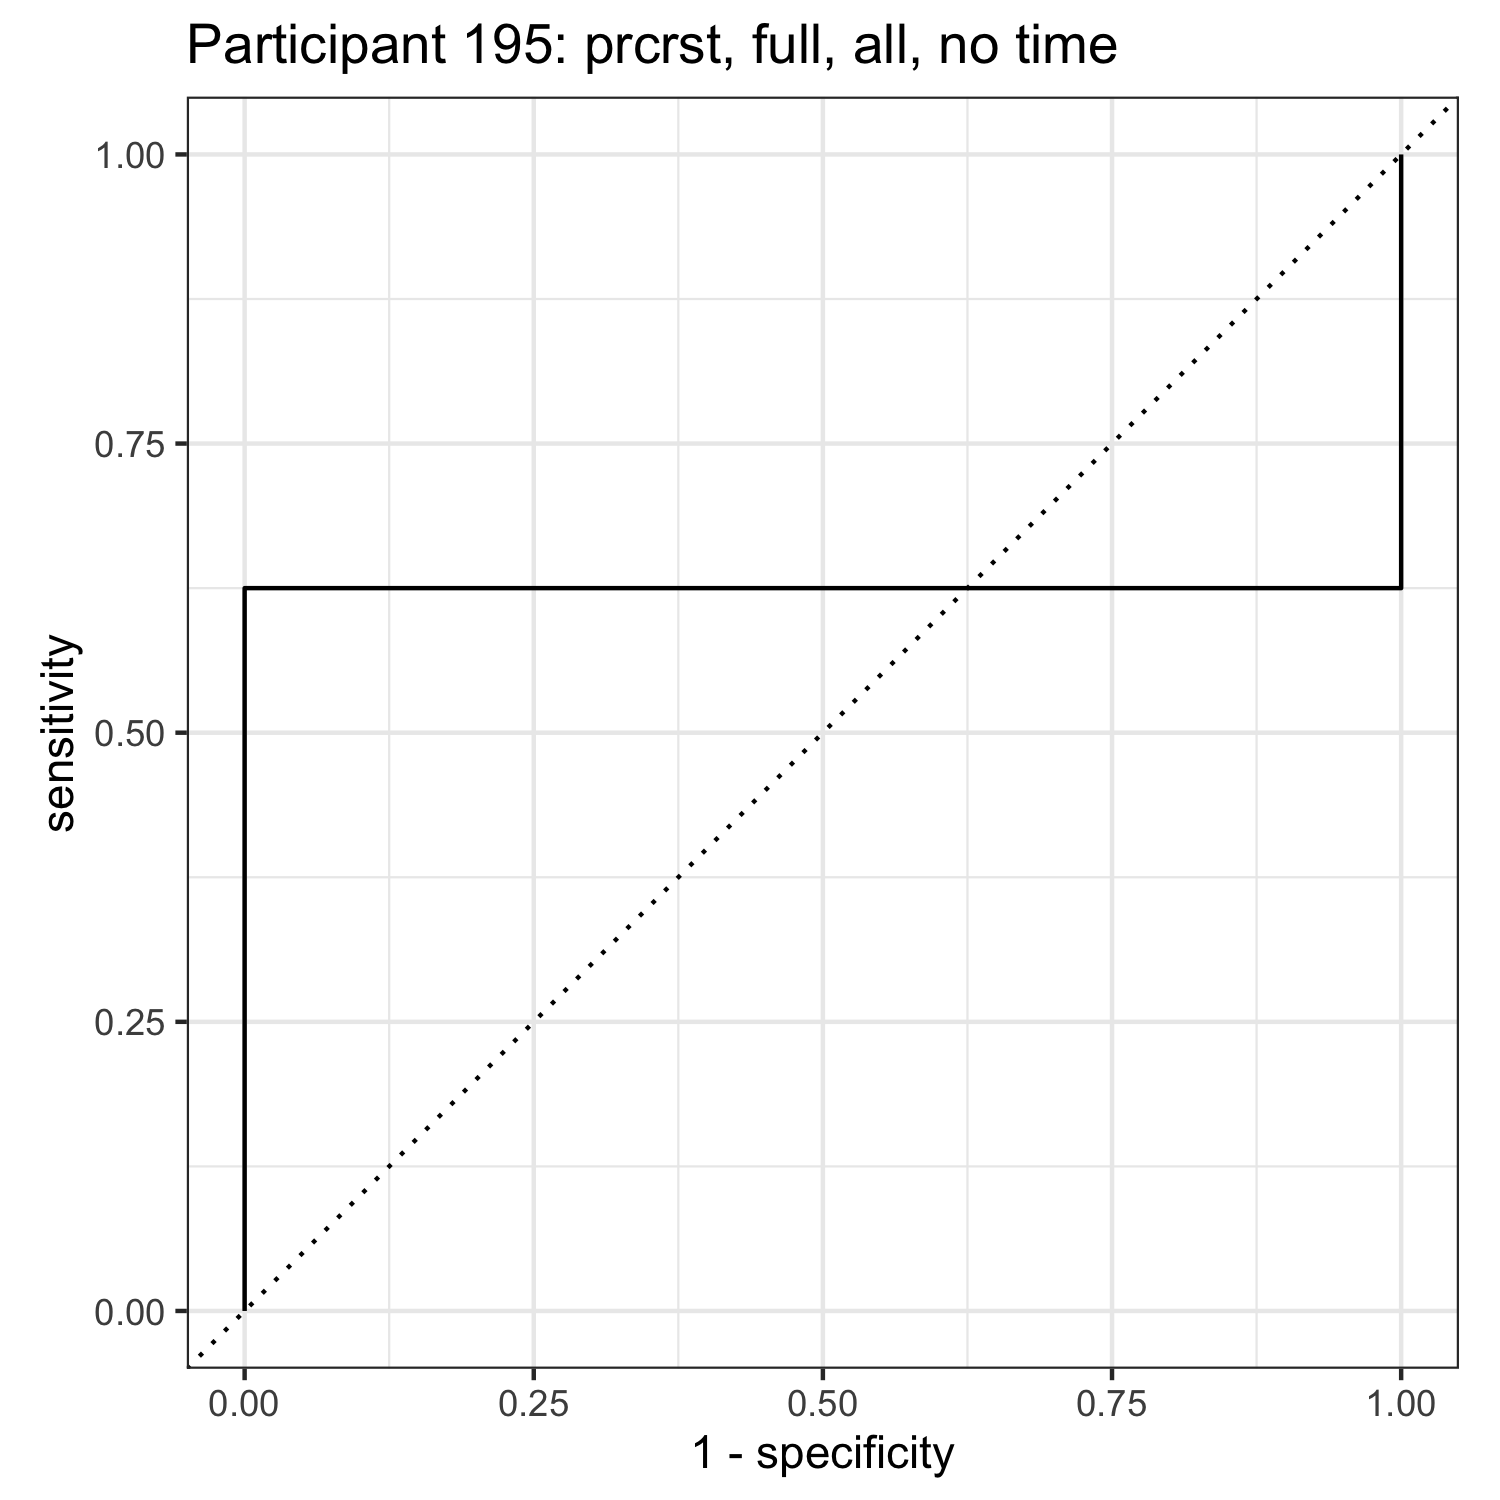 Participant 195: prcrst, full, all, no time
1.00
0.75
0.50
0.25
0.00
sensitivity
0.00 0.25 0.50 0.75 1.00
1 - specificity